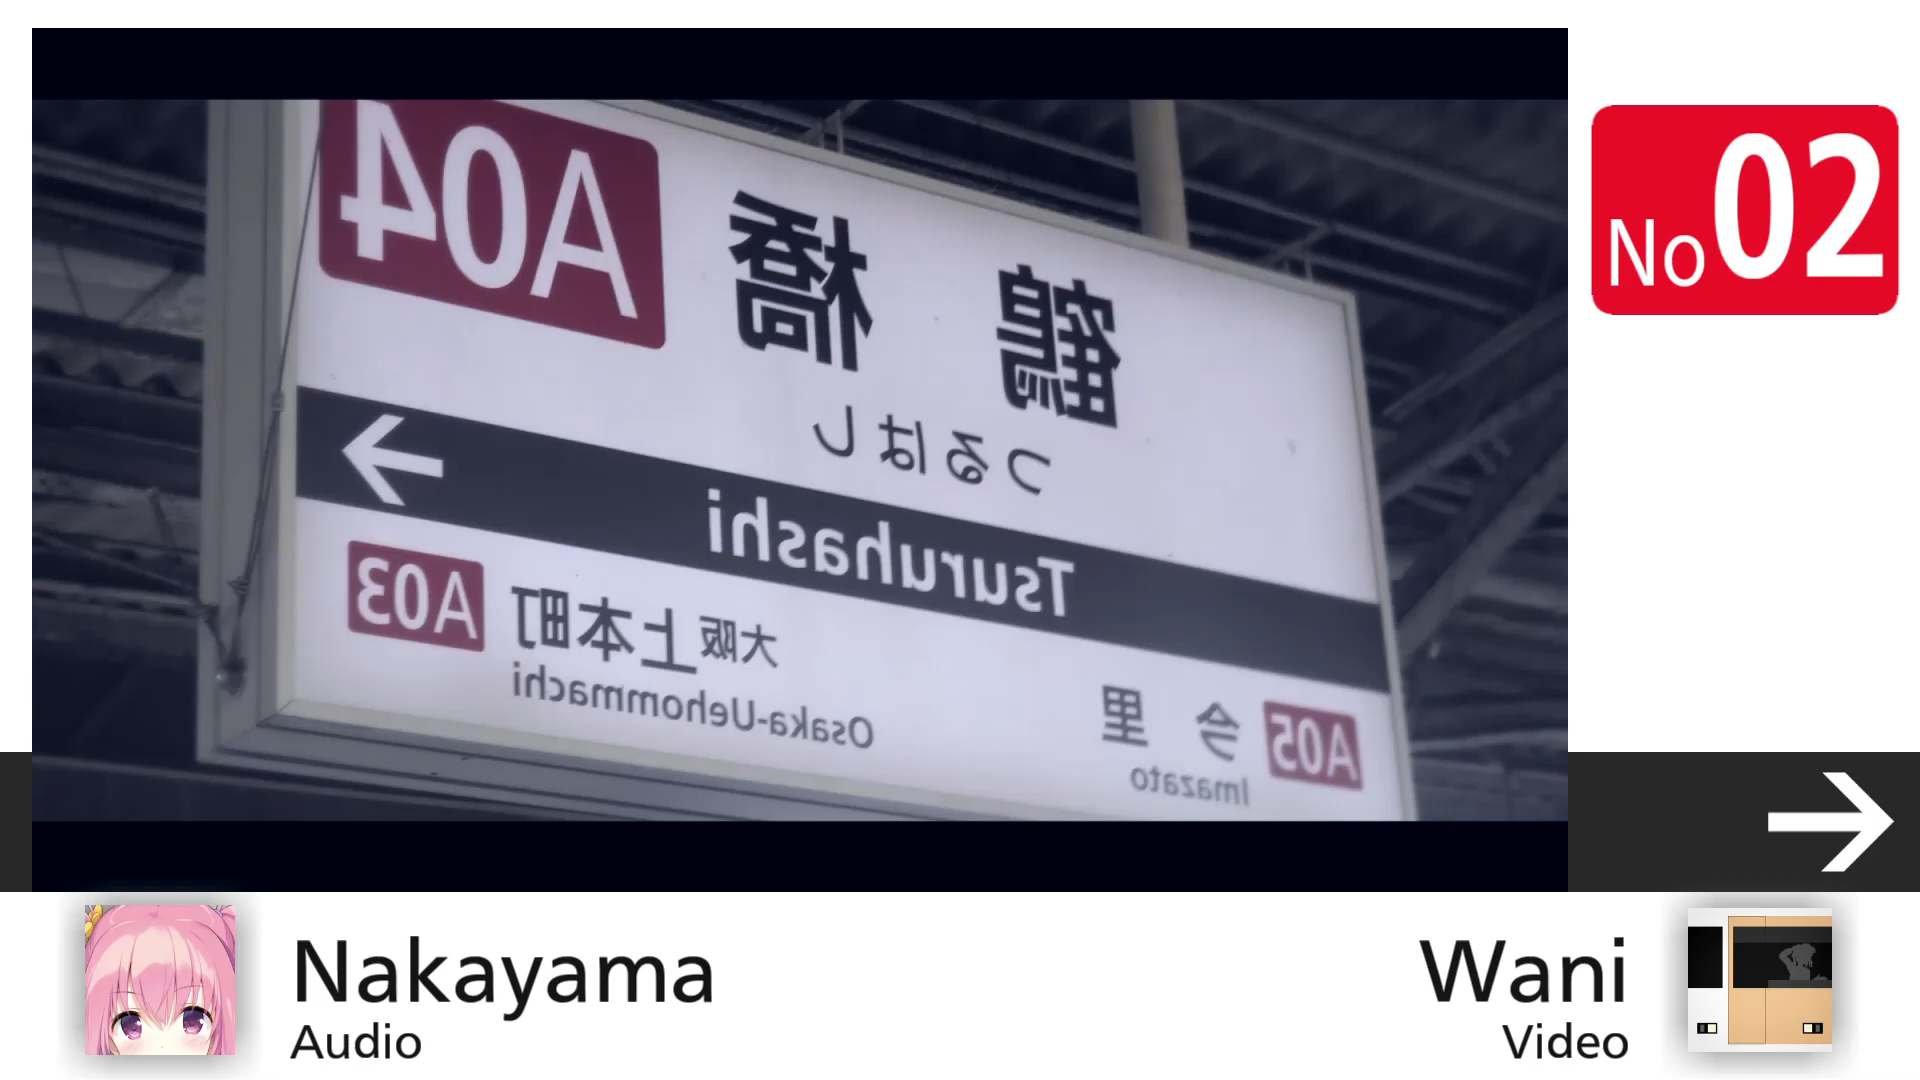 A04
鶴橋
つるはし
Tsuruhashi
A03
大阪上本町
Osaka-Uehommachi
A05
今里
Imazato
No02
Nakayama
Audio
Wani
Video